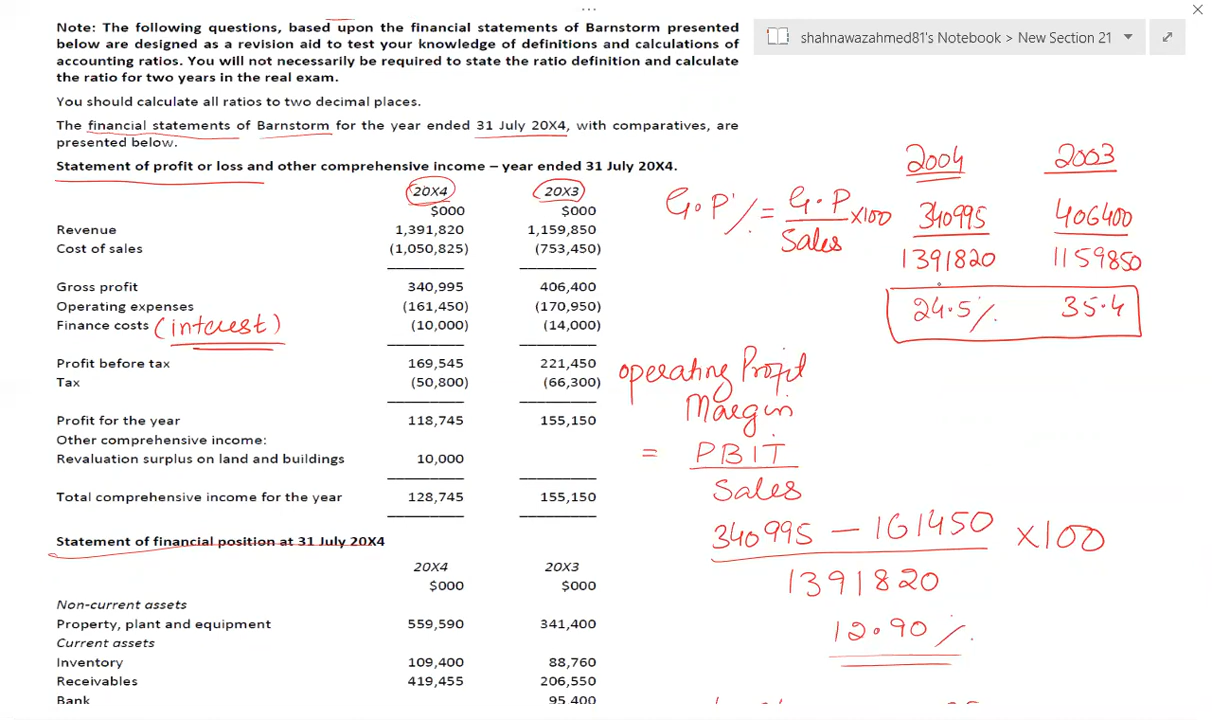 Note: The following questions, based upon the financial statements of Barnstorm presented
below are designed as a revision aid to test your knowledge of definitions and calculations of
accounting ratios. You will not necessarily be required to state the ratio definition and calculate
the ratio for two years in the real exam.
You should calculate all ratios to two decimal places.
The financial statements of Barnstorm for the year ended 31 July 20X4, with comparatives, are
presented below.
Statement of profit or loss and other comprehensive income – year ended 31 July 20X4.
20X4 20X3
$000 $000
Revenue 1,391,820 1,159,850
Cost of sales (1,050,825) (753,450)
Gross profit 340,995 406,400
Operating expenses (161,450) (170,950)
Finance costs (interest) (10,000) (14,000)
Profit before tax 169,545 221,450
Tax (50,800) (66,300)
Profit for the year 118,745 155,150
Other comprehensive income:
Revaluation surplus on land and buildings 10,000
Total comprehensive income for the year 128,745 155,150
Statement of financial position at 31 July 20X4
20X4 20X3
$000 $000
Non-current assets
Property, plant and equipment 559,590 341,400
Current assets
Inventory 109,400 88,760
Receivables 419,455 206,550
Bank 95,400
shahnawazahmed81's Notebook > New Section 21
2004 2003
G.P % = G.P x100 340995 406400
Sales 1391820 1159850
24.5% 35.4
operating Profit
Margin
= PBIT
Sales
340995 – 161450 x100
1391820
12.90 %